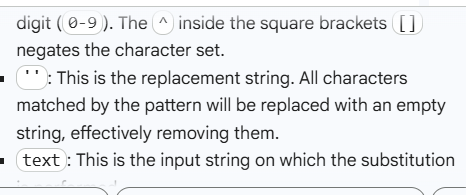 digit (0-9). The ^ inside the square brackets []
negates the character set.
▪ '': This is the replacement string. All characters
matched by the pattern will be replaced with an empty
string, effectively removing them.
▪ text: This is the input string on which the substitution